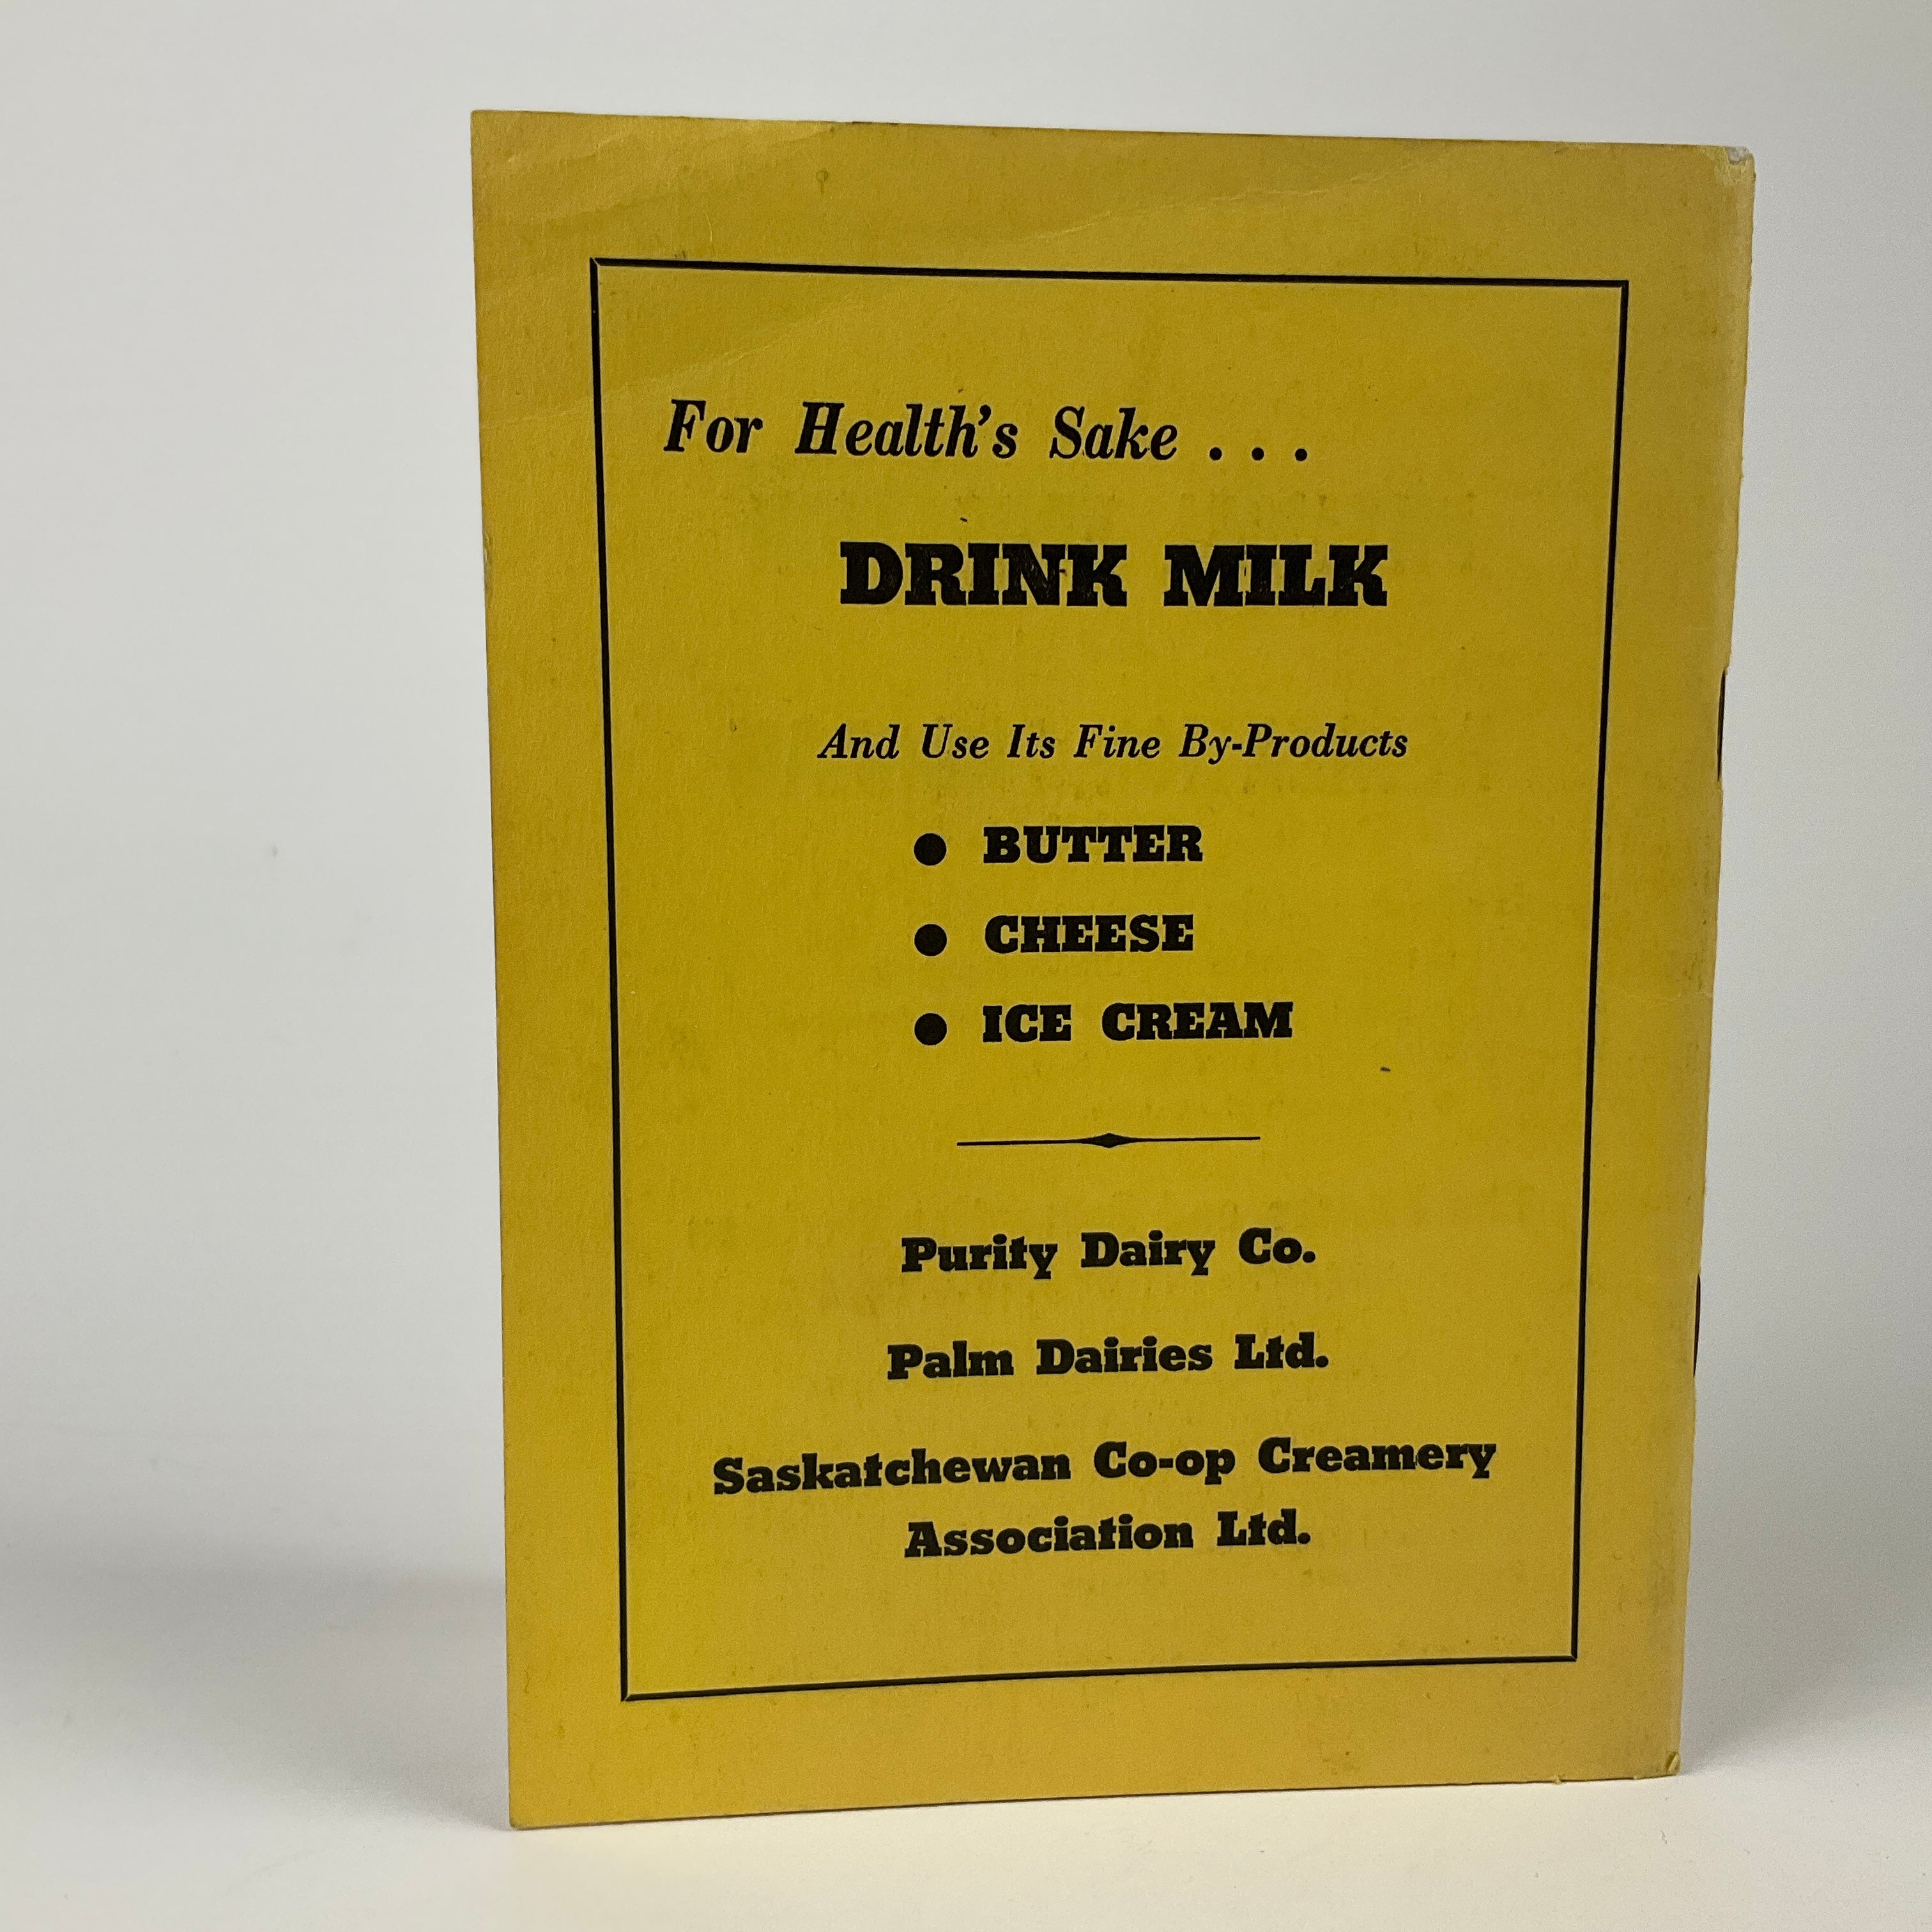 For Health's Sake . . .
DRINK MILK
And Use Its Fine By-Products
● BUTTER
● CHEESE
● ICE CREAM
Purity Dairy Co.
Palm Dairies Ltd.
Saskatchewan Co-op Creamery
Association Ltd.